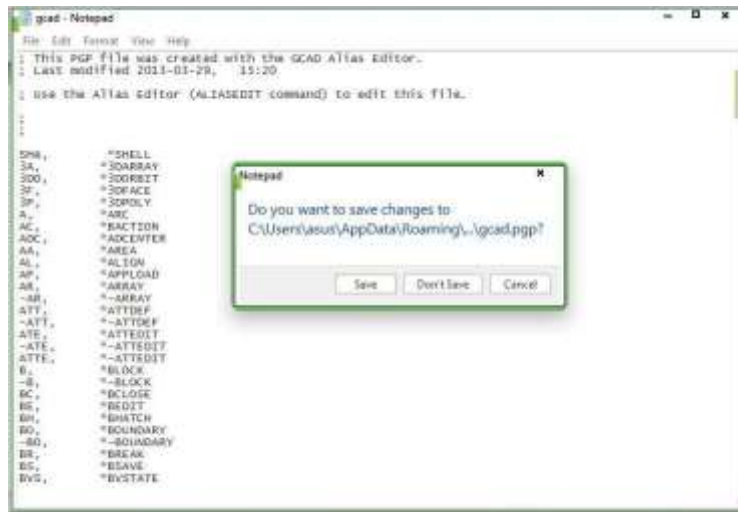 gcad - Notepad
File Edit Format View Help
; This PGP file was created with the GCAD Alias Editor.
; Last modified 2013-03-29, 15:20
; Use the Alias Editor (ALIASEDIT command) to edit this file.
;
;
SHA, *SHELL
3A, *3DARRAY
3DO, *3DORBIT
3F, *3DFACE
3P, *3DPOLY
A, *ARC
AC, *BACTION
ADC, *ADCENTER
AA, *AREA
AL, *ALIGN
AP, *APPLOAD
AR, *ARRAY
-AR, *-ARRAY
ATT, *ATTDEF
-ATT, *-ATTDEF
ATE, *ATTEDIT
-ATE, *-ATTEDIT
ATTE, *-ATTEDIT
B, *BLOCK
-B, *-BLOCK
BC, *BCLOSE
BE, *BEDIT
BH, *BHATCH
BO, *BOUNDARY
-BO, *-BOUNDARY
BR, *BREAK
BS, *BSAVE
BVS, *BVSTATE
Notepad
Do you want to save changes to
C:\Users\asus\AppData\Roaming\...\gcad.pgp?
Save Don't Save Cancel